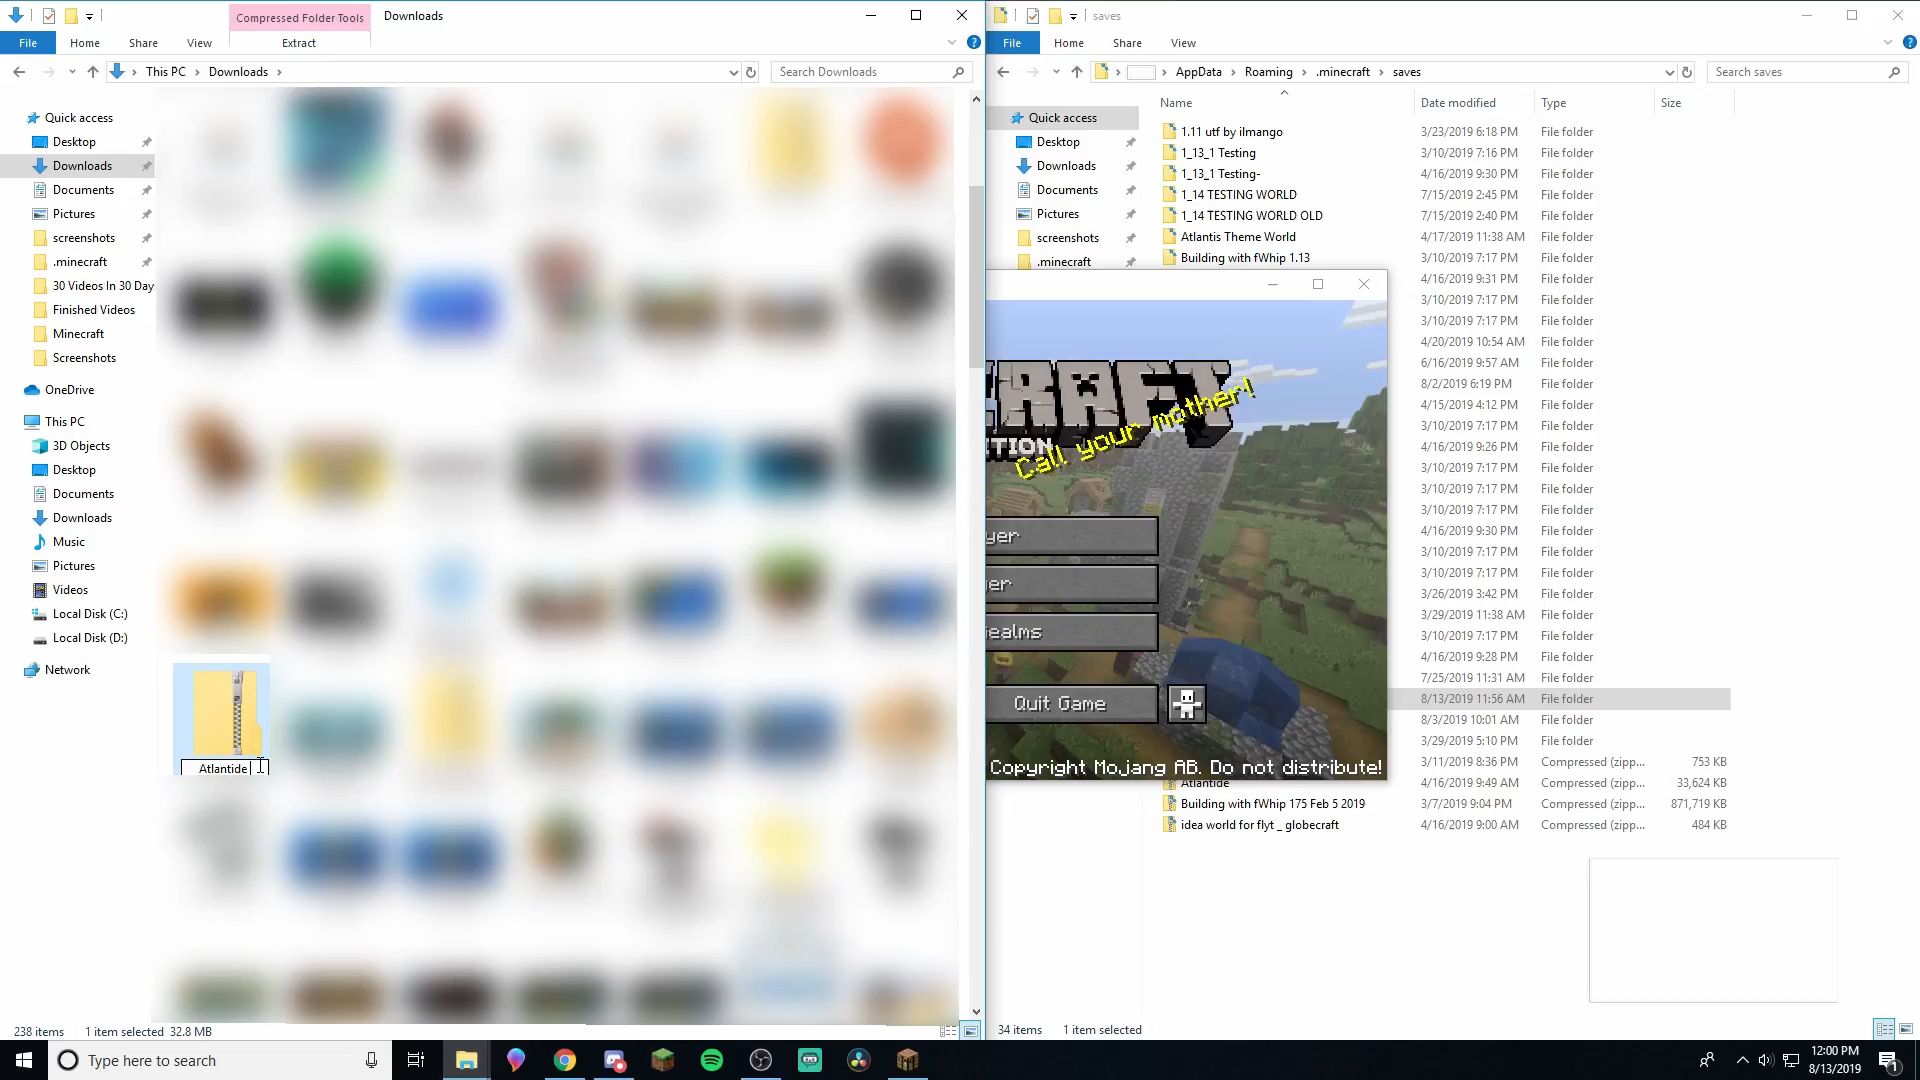 Compressed Folder Tools
Downloads
File
Home
Share
View
Extract
This PC
Downloads
Search Downloads
Quick access
Desktop
Downloads
Documents
Pictures
screenshots
.minecraft
30 Videos In 30 Day
Finished Videos
Minecraft
Screenshots
OneDrive
This PC
3D Objects
Desktop
Documents
Downloads
Music
Pictures
Videos
Local Disk (C:)
Local Disk (D:)
Network
Atlantide
238 items 1 item selected 32.8 MB
saves
File
Home
Share
View
AppData
Roaming
.minecraft
saves
Search saves
Quick access
Desktop
Downloads
Documents
Pictures
screenshots
.minecraft
Name Date modified Type Size
1.11 utf by ilmango 3/23/2019 6:18 PM File folder
1_13_1 Testing 3/10/2019 7:16 PM File folder
1_13_1 Testing- 4/16/2019 9:30 PM File folder
1_14 TESTING WORLD 7/15/2019 2:45 PM File folder
1_14 TESTING WORLD OLD 7/15/2019 2:40 PM File folder
Atlantis Theme World 4/17/2019 11:38 AM File folder
Building with fWhip 1.13 3/10/2019 7:17 PM File folder
4/16/2019 9:31 PM File folder
3/10/2019 7:17 PM File folder
3/10/2019 7:17 PM File folder
4/20/2019 10:54 AM File folder
6/16/2019 9:57 AM File folder
8/2/2019 6:19 PM File folder
4/15/2019 4:12 PM File folder
3/10/2019 7:17 PM File folder
4/16/2019 9:26 PM File folder
3/10/2019 7:17 PM File folder
3/10/2019 7:17 PM File folder
3/10/2019 7:17 PM File folder
4/16/2019 9:30 PM File folder
3/10/2019 7:17 PM File folder
3/10/2019 7:17 PM File folder
3/26/2019 3:42 PM File folder
3/29/2019 11:38 AM File folder
3/10/2019 7:17 PM File folder
4/16/2019 9:28 PM File folder
7/25/2019 11:31 AM File folder
8/13/2019 11:56 AM File folder
8/3/2019 10:01 AM File folder
3/29/2019 5:10 PM File folder
3/11/2019 8:36 PM Compressed (zipp... 753 KB
Atlantide 4/16/2019 9:49 AM Compressed (zipp... 33,624 KB
Building with fWhip 175 Feb 5 2019 3/7/2019 9:04 PM Compressed (zipp... 871,719 KB
idea world for flyt _ globecraft 4/16/2019 9:00 AM Compressed (zipp... 484 KB
CRAFT
ITION
Call your mother!
yer
er
ealms
Quit Game
Copyright Mojang AB. Do not distribute!
34 items 1 item selected
Type here to search
12:00 PM
8/13/2019
1